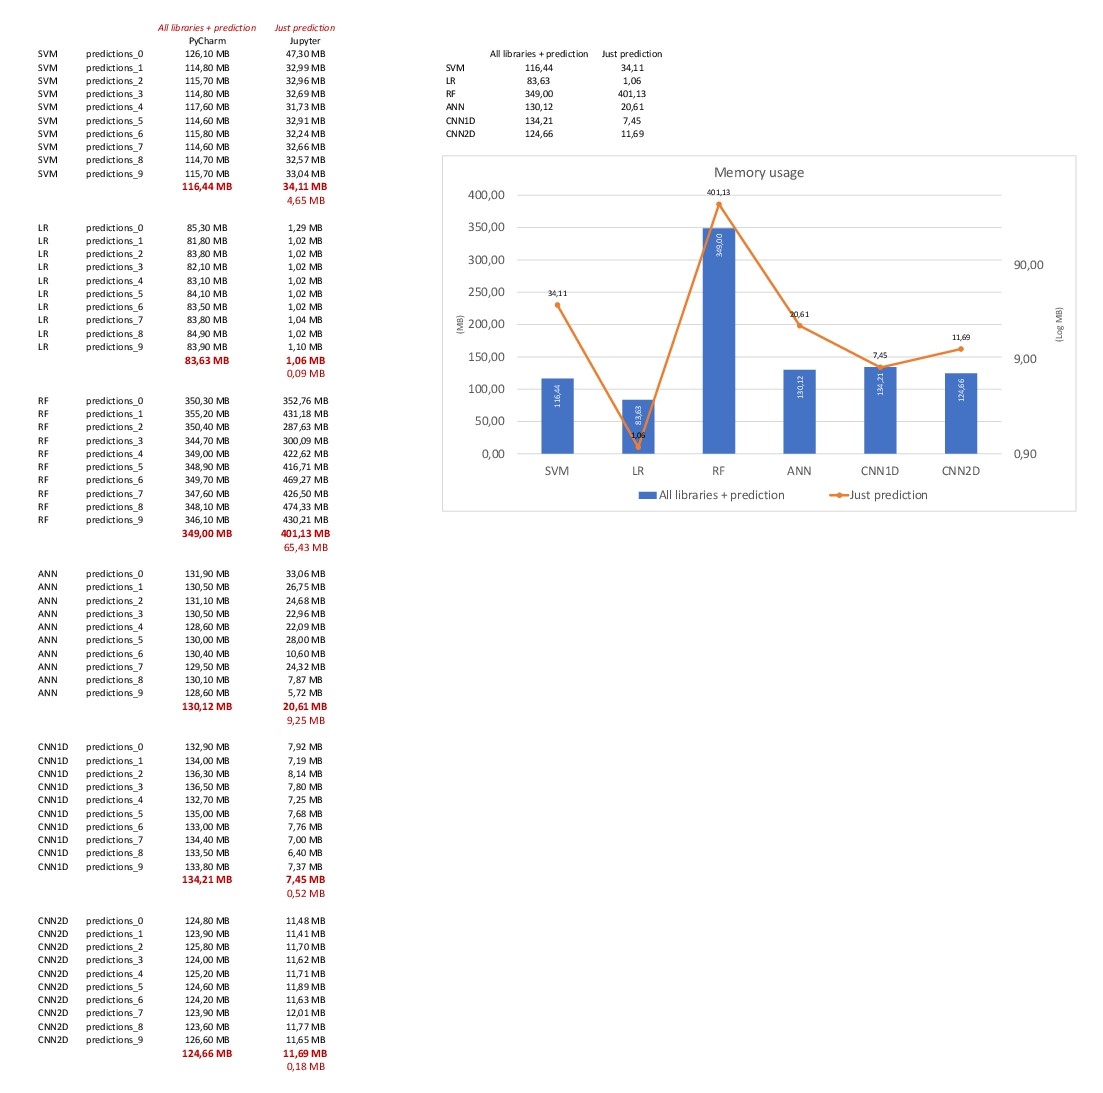 All libraries + prediction Just prediction
PyCharm Jupyter
SVM predictions_0 126,10 MB 47,30 MB
SVM predictions_1 114,80 MB 32,99 MB
SVM predictions_2 115,70 MB 32,96 MB
SVM predictions_3 114,80 MB 32,69 MB
SVM predictions_4 117,60 MB 31,73 MB
SVM predictions_5 114,60 MB 32,91 MB
SVM predictions_6 115,80 MB 32,24 MB
SVM predictions_7 114,60 MB 32,66 MB
SVM predictions_8 114,70 MB 32,57 MB
SVM predictions_9 115,70 MB 33,04 MB
116,44 MB 34,11 MB
4,65 MB
LR predictions_0 85,30 MB 1,29 MB
LR predictions_1 81,80 MB 1,02 MB
LR predictions_2 83,80 MB 1,02 MB
LR predictions_3 82,10 MB 1,02 MB
LR predictions_4 83,10 MB 1,02 MB
LR predictions_5 84,10 MB 1,02 MB
LR predictions_6 83,50 MB 1,02 MB
LR predictions_7 83,80 MB 1,04 MB
LR predictions_8 84,90 MB 1,02 MB
LR predictions_9 83,90 MB 1,10 MB
83,63 MB 1,06 MB
0,09 MB
RF predictions_0 350,30 MB 352,76 MB
RF predictions_1 355,20 MB 431,18 MB
RF predictions_2 350,40 MB 287,63 MB
RF predictions_3 344,70 MB 300,09 MB
RF predictions_4 349,00 MB 422,62 MB
RF predictions_5 348,90 MB 416,71 MB
RF predictions_6 349,70 MB 469,27 MB
RF predictions_7 347,60 MB 426,50 MB
RF predictions_8 348,10 MB 474,33 MB
RF predictions_9 346,10 MB 430,21 MB
349,00 MB 401,13 MB
65,43 MB
ANN predictions_0 131,90 MB 33,06 MB
ANN predictions_1 130,50 MB 26,75 MB
ANN predictions_2 131,10 MB 24,68 MB
ANN predictions_3 130,50 MB 22,96 MB
ANN predictions_4 128,60 MB 22,09 MB
ANN predictions_5 130,00 MB 28,00 MB
ANN predictions_6 130,40 MB 10,60 MB
ANN predictions_7 129,50 MB 24,32 MB
ANN predictions_8 130,10 MB 7,87 MB
ANN predictions_9 128,60 MB 5,72 MB
130,12 MB 20,61 MB
9,25 MB
CNN1D predictions_0 132,90 MB 7,92 MB
CNN1D predictions_1 134,00 MB 7,19 MB
CNN1D predictions_2 136,30 MB 8,14 MB
CNN1D predictions_3 136,50 MB 7,80 MB
CNN1D predictions_4 132,70 MB 7,25 MB
CNN1D predictions_5 135,00 MB 7,68 MB
CNN1D predictions_6 133,00 MB 7,76 MB
CNN1D predictions_7 134,40 MB 7,00 MB
CNN1D predictions_8 133,50 MB 6,40 MB
CNN1D predictions_9 133,80 MB 7,37 MB
134,21 MB 7,45 MB
0,52 MB
CNN2D predictions_0 124,80 MB 11,48 MB
CNN2D predictions_1 123,90 MB 11,41 MB
CNN2D predictions_2 125,80 MB 11,70 MB
CNN2D predictions_3 124,00 MB 11,62 MB
CNN2D predictions_4 125,20 MB 11,71 MB
CNN2D predictions_5 124,60 MB 11,89 MB
CNN2D predictions_6 124,20 MB 11,63 MB
CNN2D predictions_7 123,90 MB 12,01 MB
CNN2D predictions_8 123,60 MB 11,77 MB
CNN2D predictions_9 126,60 MB 11,65 MB
124,66 MB 11,69 MB
0,18 MB
All libraries + prediction Just prediction
SVM 116,44 34,11
LR 83,63 1,06
RF 349,00 401,13
ANN 130,12 20,61
CNN1D 134,21 7,45
CNN2D 124,66 11,69
Memory usage
400,00
350,00
300,00
250,00
200,00
150,00
100,00
50,00
0,00
(MB)
34,11
1,06
401,13
20,61
7,45
11,69
116,44
83,63
349,00
130,12
134,21
124,66
90,00
9,00
0,90
(Log MB)
SVM LR RF ANN CNN1D CNN2D
All libraries + prediction Just prediction